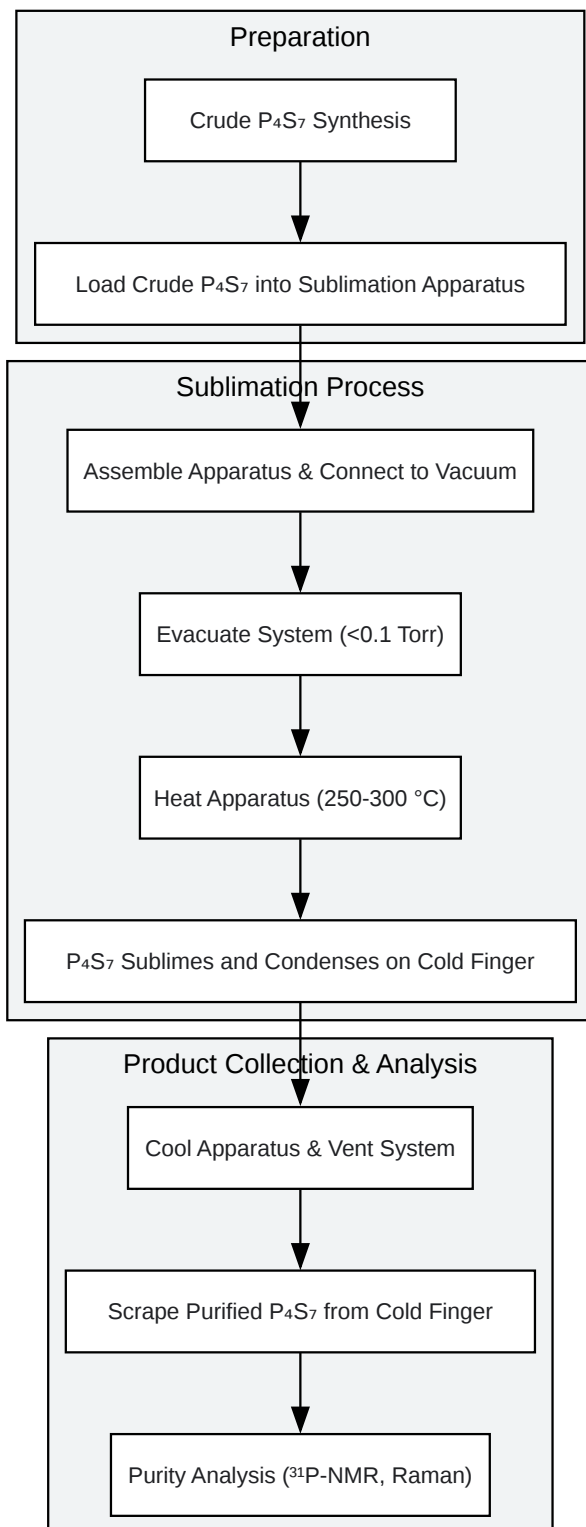 Preparation
Crude P₄S₇ Synthesis
Load Crude P₄S₇ into Sublimation Apparatus
Sublimation Process
Assemble Apparatus & Connect to Vacuum
Evacuate System (<0.1 Torr)
Heat Apparatus (250-300 °C)
P₄S₇ Sublimes and Condenses on Cold Finger
Product Collection & Analysis
Cool Apparatus & Vent System
Scrape Purified P₄S₇ from Cold Finger
Purity Analysis (³¹P-NMR, Raman)